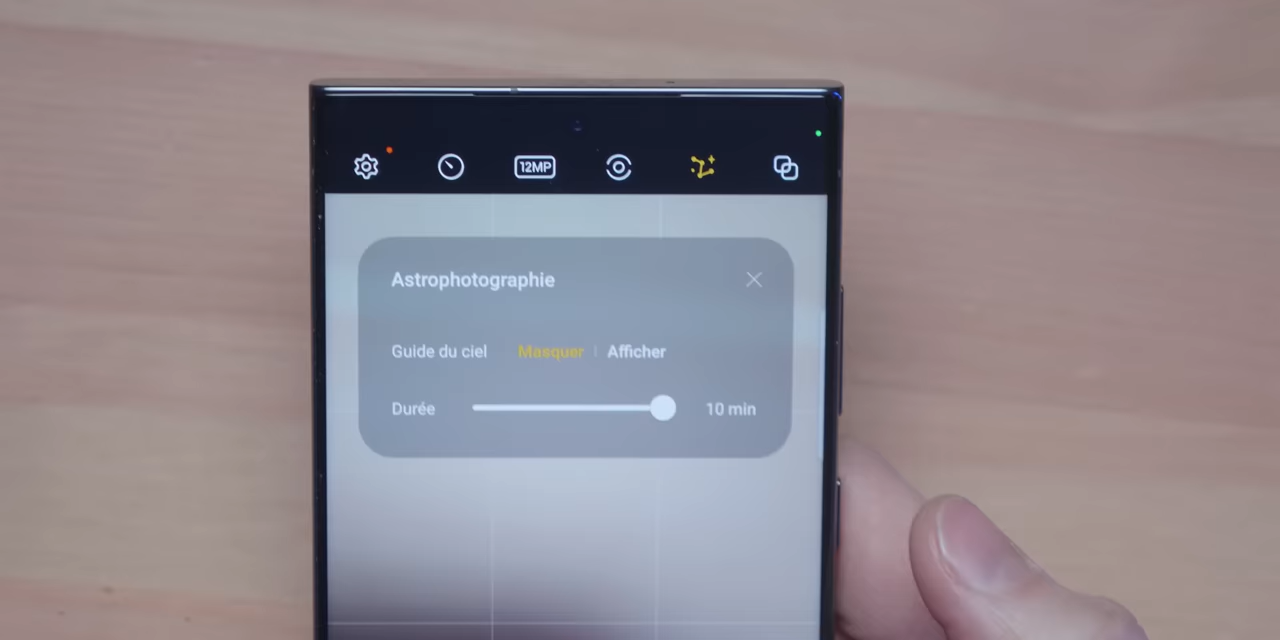 12MP
Astrophotographie
Guide du ciel Masquer | Afficher
Durée 10 min